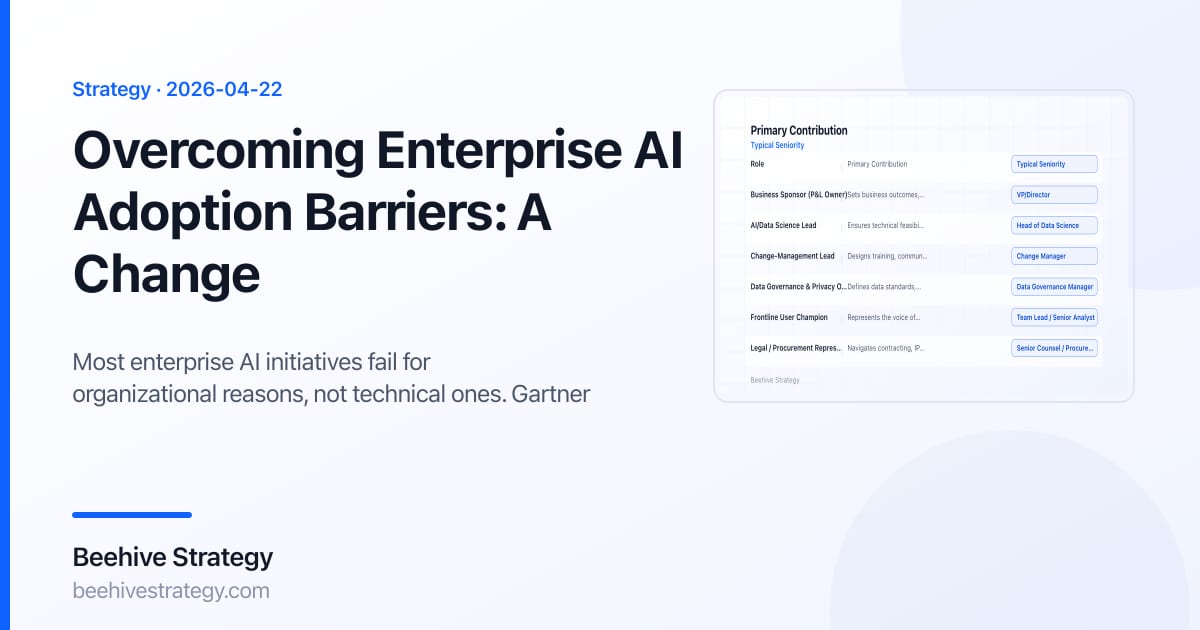 Strategy · 2026-04-22
Overcoming Enterprise AI
Adoption Barriers: A
Change
Most enterprise AI initiatives fail for
organizational reasons, not technical ones. Gartner
Beehive Strategy
beehivestrategy.com
Primary Contribution
Typical Seniority
Role Primary Contribution Typical Seniority
Business Sponsor (P&L Owner) Sets business outcomes,... VP/Director
AI/Data Science Lead Ensures technical feasibi... Head of Data Science
Change-Management Lead Designs training, commun... Change Manager
Data Governance & Privacy O... Defines data standards,... Data Governance Manager
Frontline User Champion Represents the voice of... Team Lead / Senior Analyst
Legal / Procurement Repres... Navigates contracting, IP... Senior Counsel / Procure...
Beehive Strategy